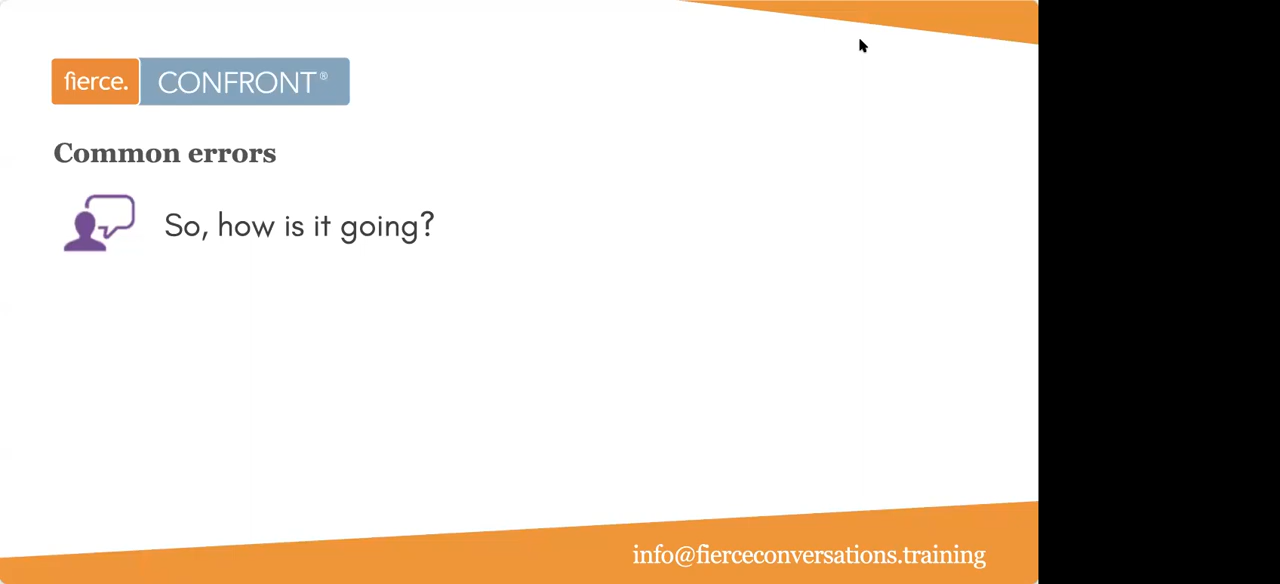 fierce. CONFRONT®
Common errors
So, how is it going?
info@fierceconversations.training